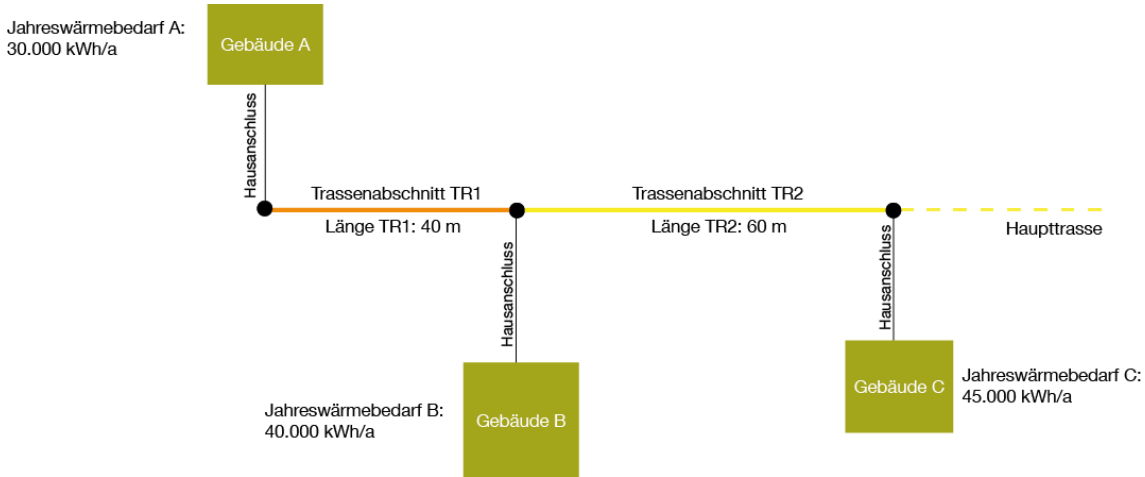 Jahreswärmebedarf A:
30.000 kWh/a
Gebäude A
Hausanschluss
Trassenabschnitt TR1
Trassenabschnitt TR2
Länge TR1: 40 m
Länge TR2: 60 m
Haupttrasse
Hausanschluss
Hausanschluss
Jahreswärmebedarf B:
40.000 kWh/a
Gebäude B
Gebäude C
Jahreswärmebedarf C:
45.000 kWh/a